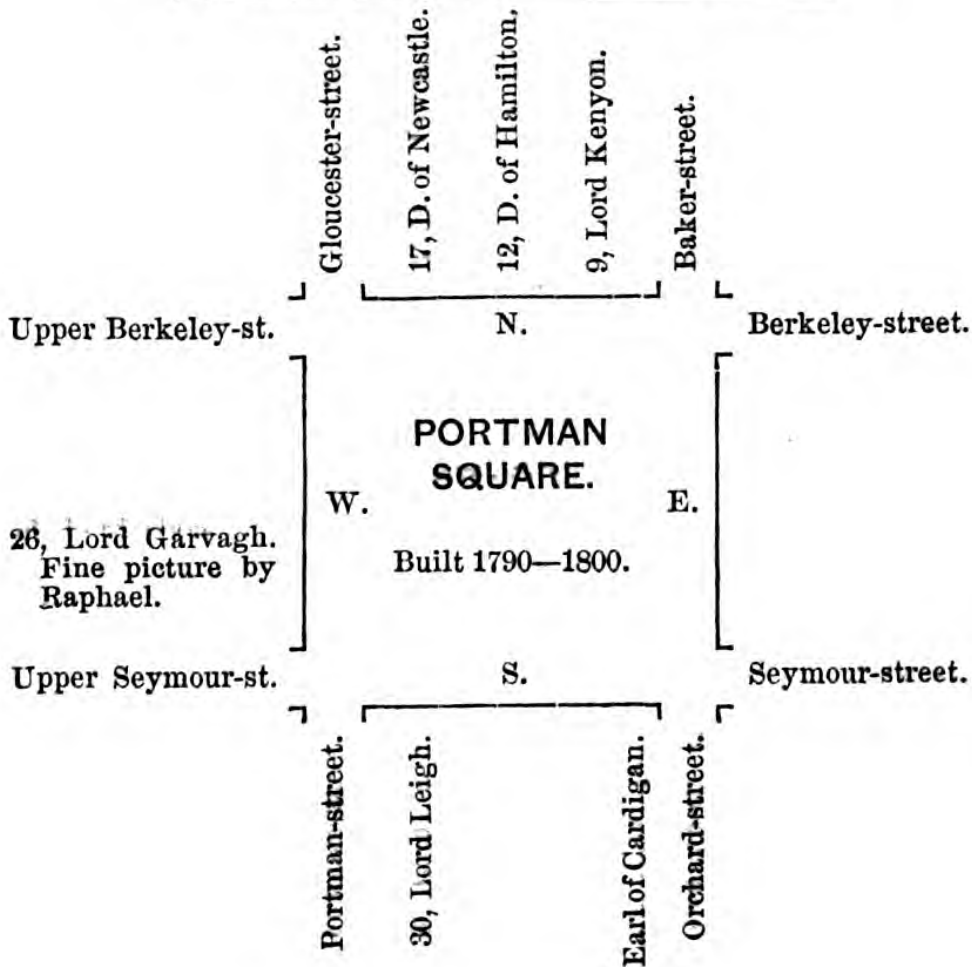 Gloucester-street.
17, D. of Newcastle.
12, D. of Hamilton,
9, Lord Kenyon.
Baker-street.
Upper Berkeley-st.
N.
Berkeley-street.
PORTMAN
SQUARE.
W.
E.
26, Lord Garvagh.
Fine picture by
Raphael.
Built 1790—1800.
Upper Seymour-st.
S.
Seymour-street.
Portman-street.
30, Lord Leigh.
Earl of Cardigan.
Orchard-street.